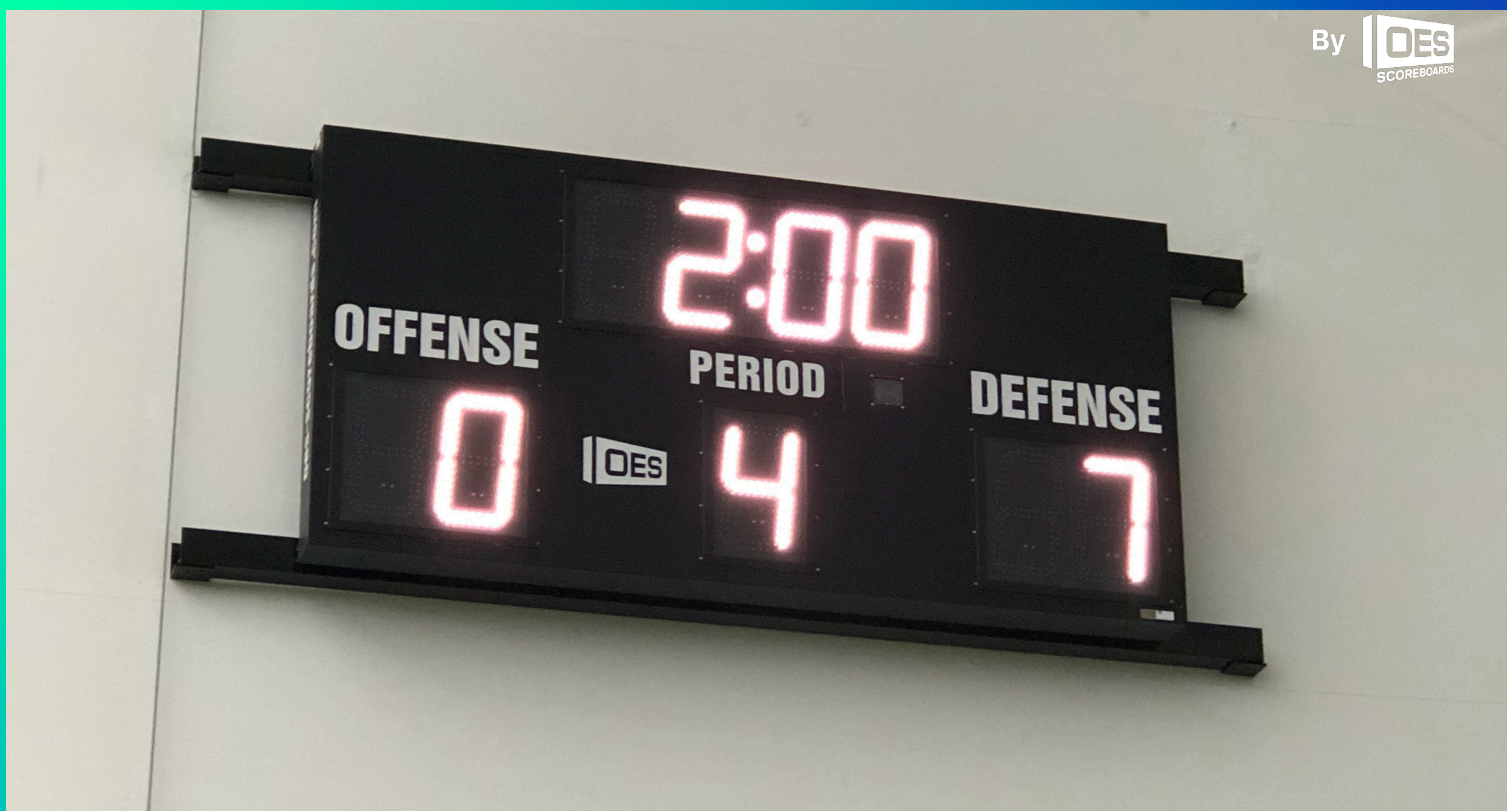 By OES
SCOREBOARDS
2:00
OFFENSE
PERIOD
DEFENSE
0
OES
4
7